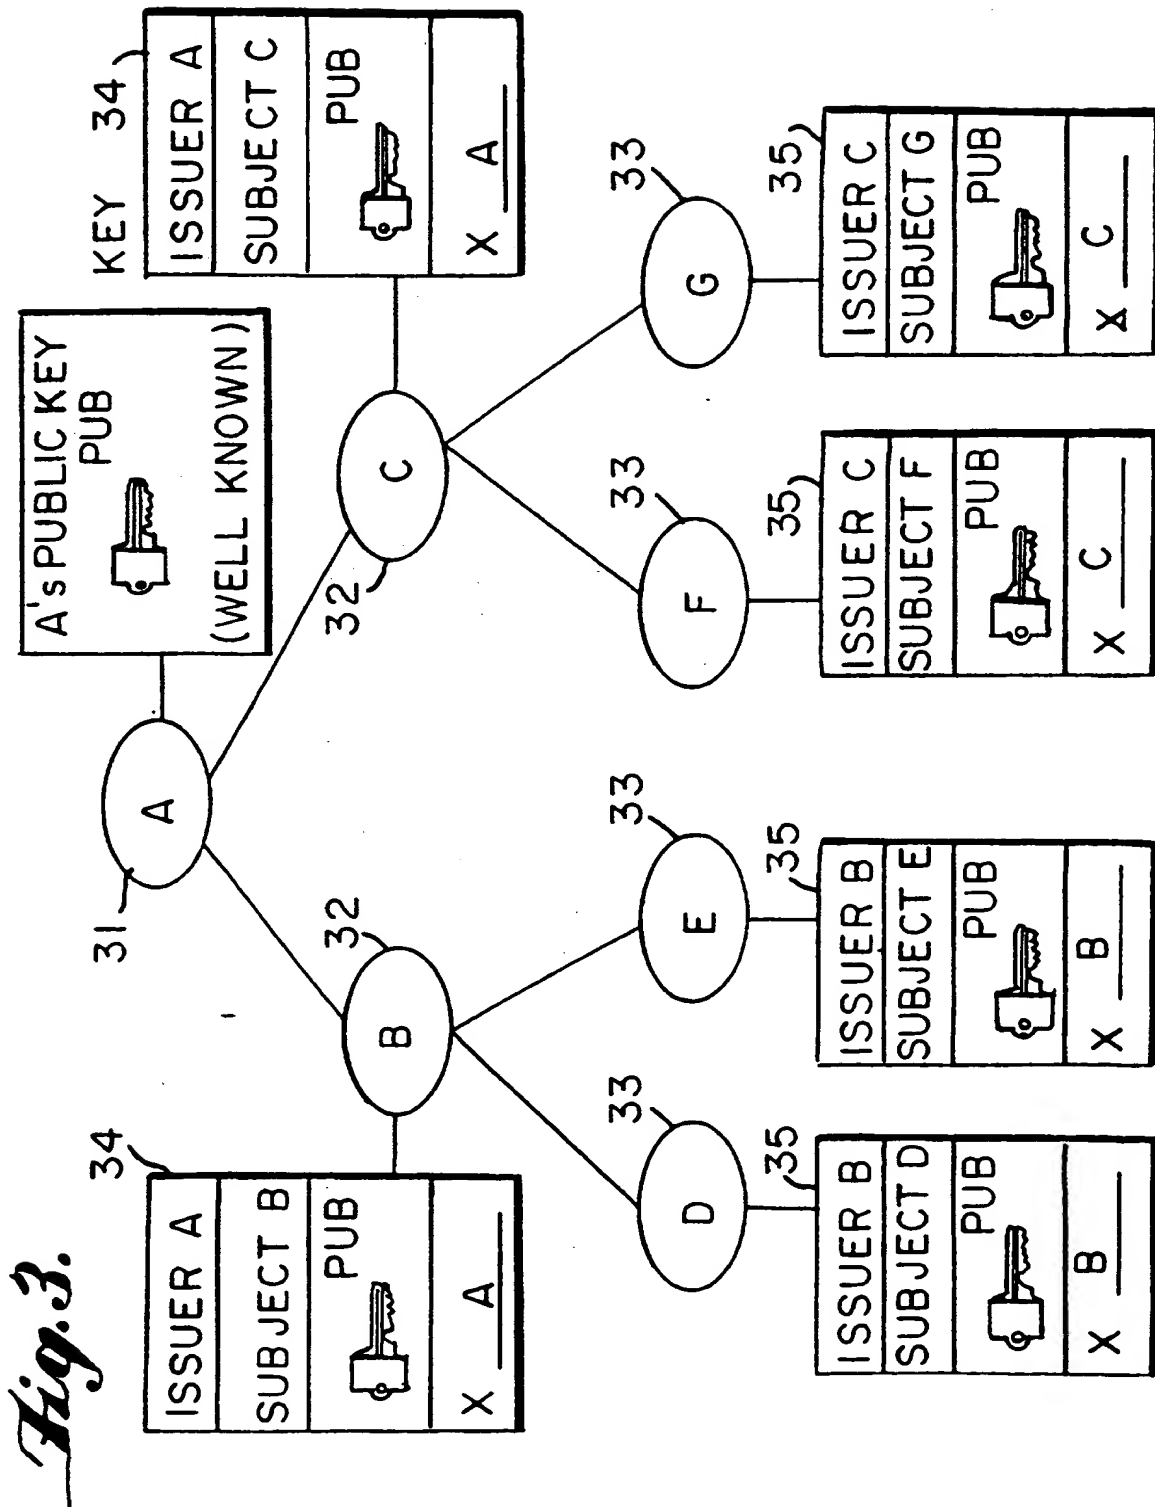 Fig. 3.
A's PUBLIC KEY
PUB
(WELL KNOWN)
31
A
34
ISSUER A
SUBJECT B
PUB
X A
32
B
32
C
KEY 34
ISSUER A
SUBJECT C
PUB
X A
33
D
33
E
33
F
33
G
35
ISSUER B
SUBJECT D
PUB
X B
35
ISSUER B
SUBJECT E
PUB
X B
35
ISSUER C
SUBJECT F
PUB
X C
35
ISSUER C
SUBJECT G
PUB
X C